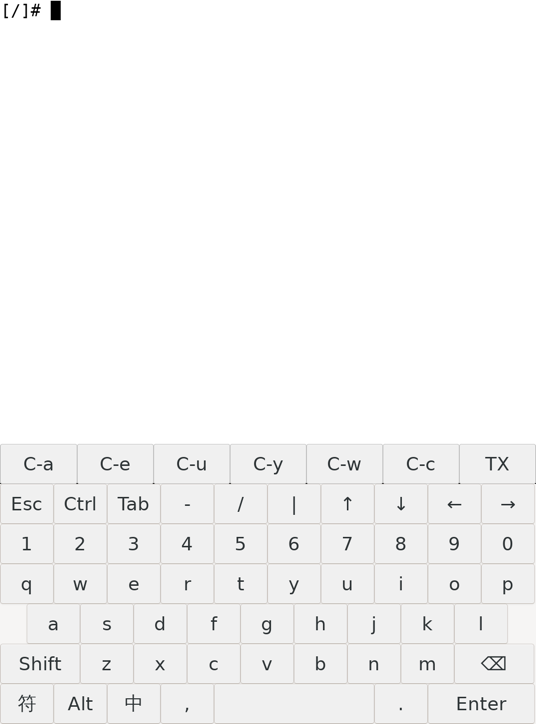 [/]#
C-a C-e C-u C-y C-w C-c TX
Esc Ctrl Tab - / | ↑ ↓ ← →
1 2 3 4 5 6 7 8 9 0
q w e r t y u i o p
a s d f g h j k l
Shift z x c v b n m ⌫
符 Alt 中 , . Enter